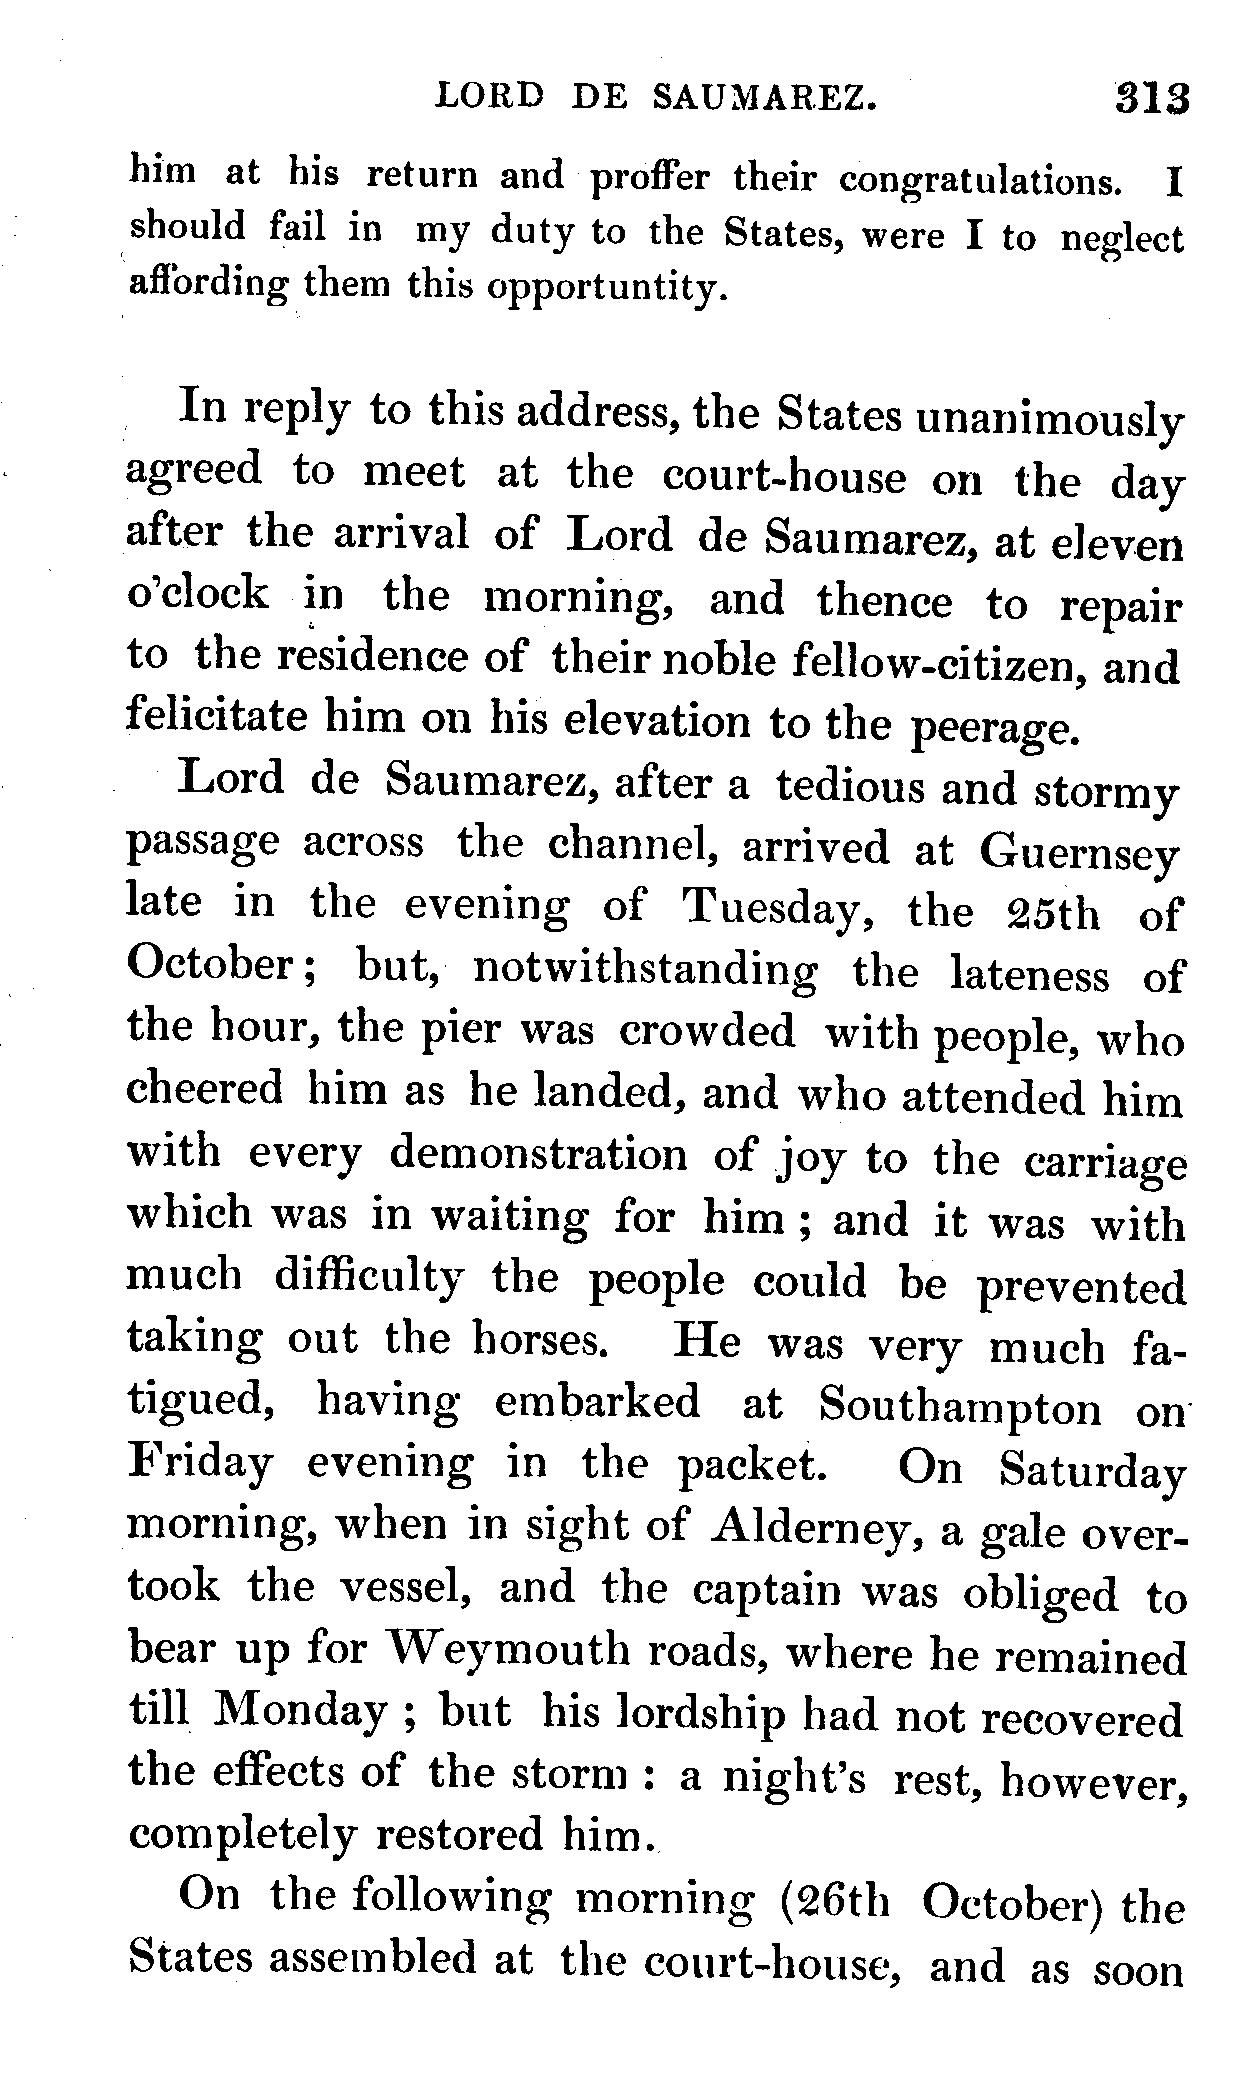 LORD DE SAUMAREZ. 313
him at his return and proffer their congratulations. I
should fail in my duty to the States, were I to neglect
affording them this opportuntity.
In reply to this address, the States unanimously
agreed to meet at the court-house on the day
after the arrival of Lord de Saumarez, at eleven
o'clock in the morning, and thence to repair
to the residence of their noble fellow-citizen, and
felicitate him on his elevation to the peerage.
Lord de Saumarez, after a tedious and stormy
passage across the channel, arrived at Guernsey
late in the evening of Tuesday, the 25th of
October; but, notwithstanding the lateness of
the hour, the pier was crowded with people, who
cheered him as he landed, and who attended him
with every demonstration of joy to the carriage
which was in waiting for him; and it was with
much difficulty the people could be prevented
taking out the horses. He was very much fa-
tigued, having embarked at Southampton on
Friday evening in the packet. On Saturday
morning, when in sight of Alderney, a gale over-
took the vessel, and the captain was obliged to
bear up for Weymouth roads, where he remained
till Monday; but his lordship had not recovered
the effects of the storm: a night's rest, however,
completely restored him.
On the following morning (26th October) the
States assembled at the court-house, and as soon